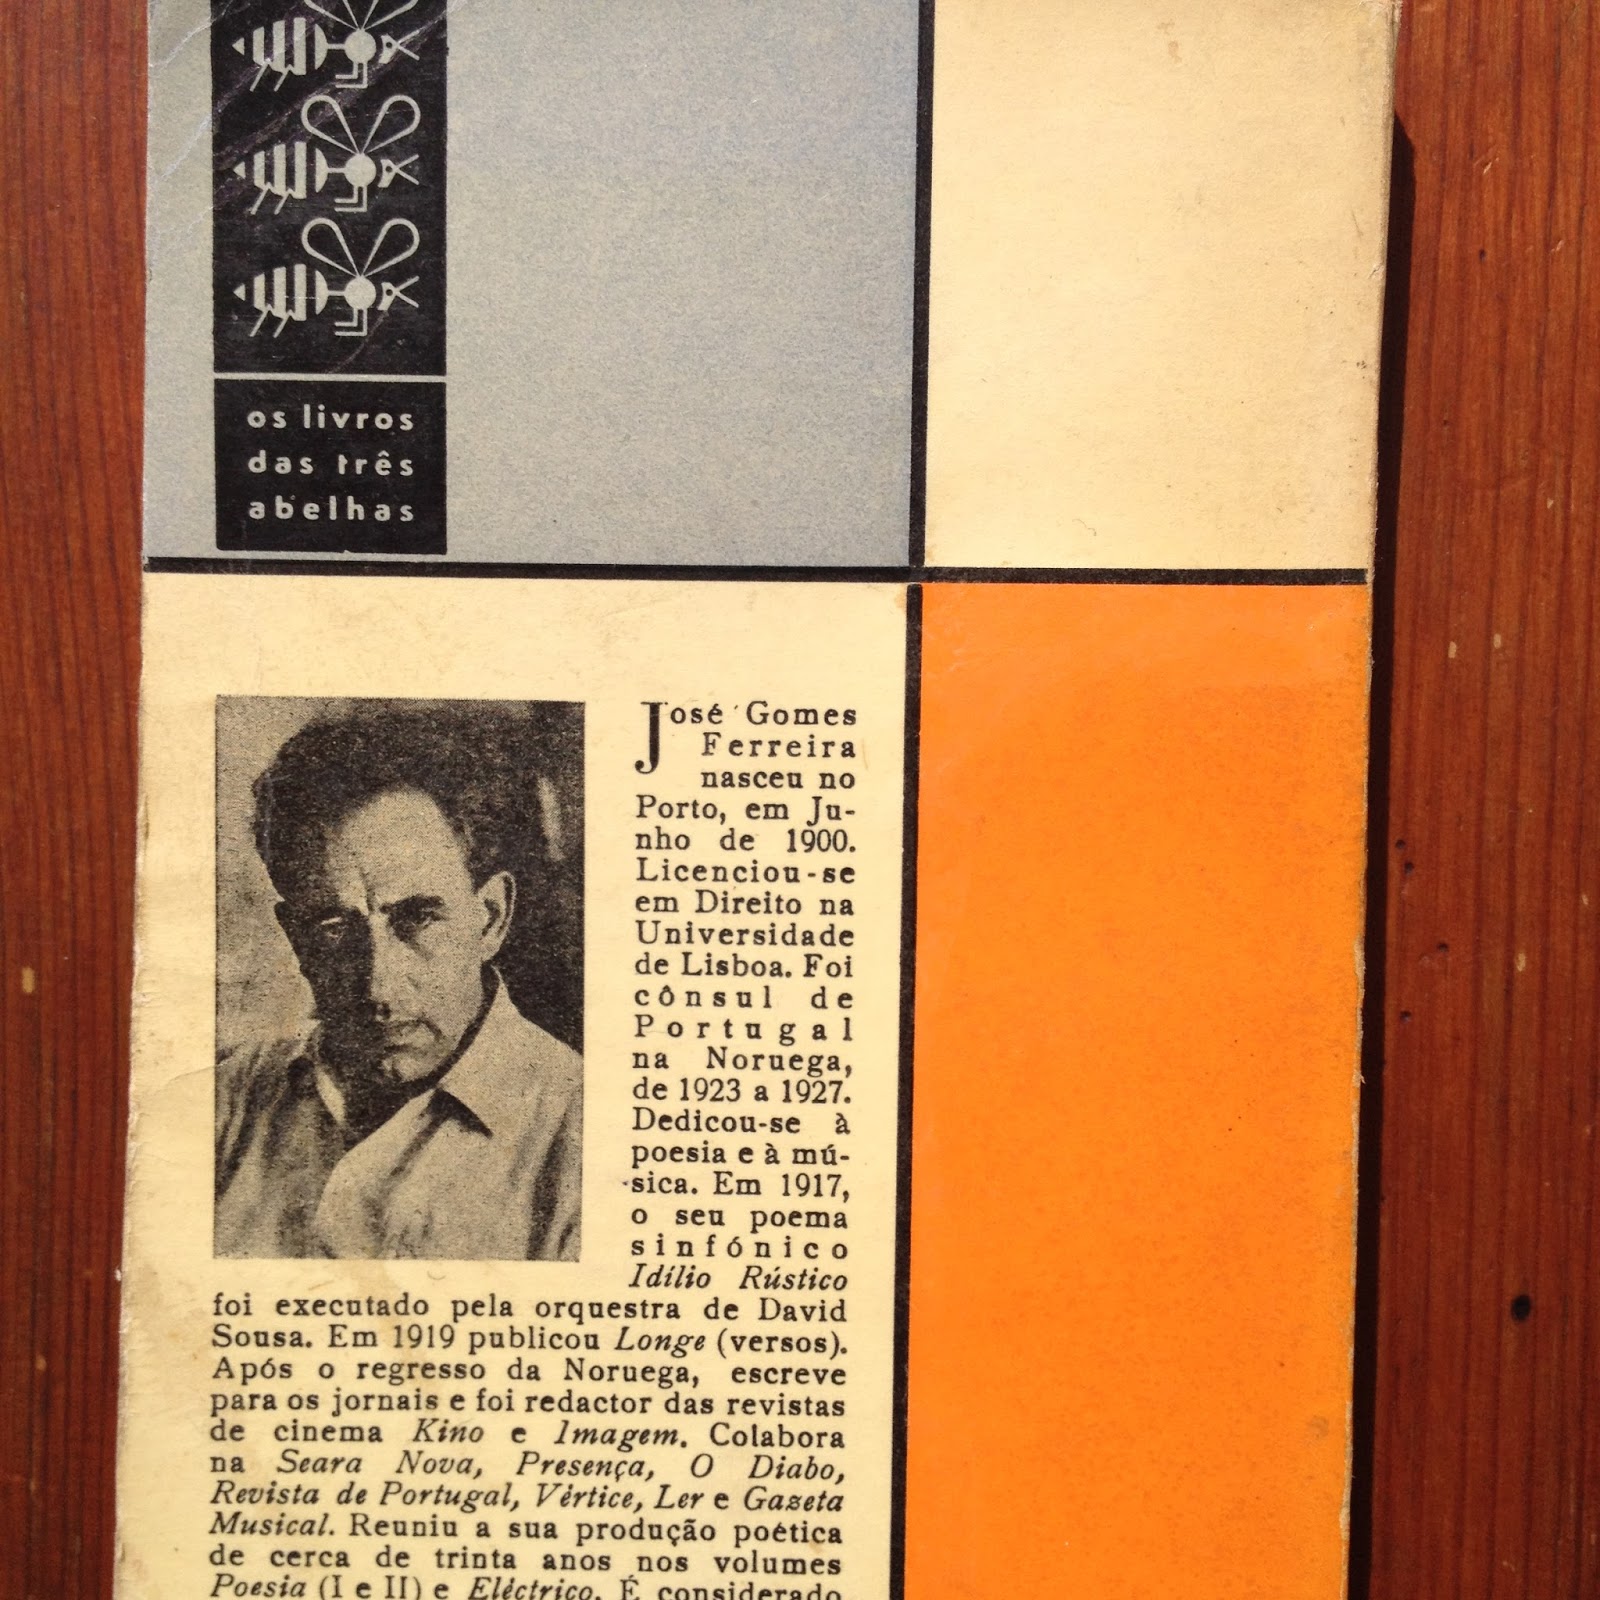 os livros
das três
abelhas
José Gomes
Ferreira
nasceu no
Porto, em Ju-
nho de 1900.
Licenciou-se
em Direito na
Universidade
de Lisboa. Foi
cônsul de
Portugal
na Noruega,
de 1923 a 1927.
Dedicou-se à
poesia e à mú-
sica. Em 1917,
o seu poema
sinfónico
Idílio Rústico
foi executado pela orquestra de David
Sousa. Em 1919 publicou Longe (versos).
Após o regresso da Noruega, escreve
para os jornais e foi redactor das revistas
de cinema Kino e Imagem. Colabora
na Seara Nova, Presença, O Diabo,
Revista de Portugal, Vértice, Ler e Gazeta
Musical. Reuniu a sua produção poética
de cerca de trinta anos nos volumes
Poesia (I e II) e Eléctrico. É considerado